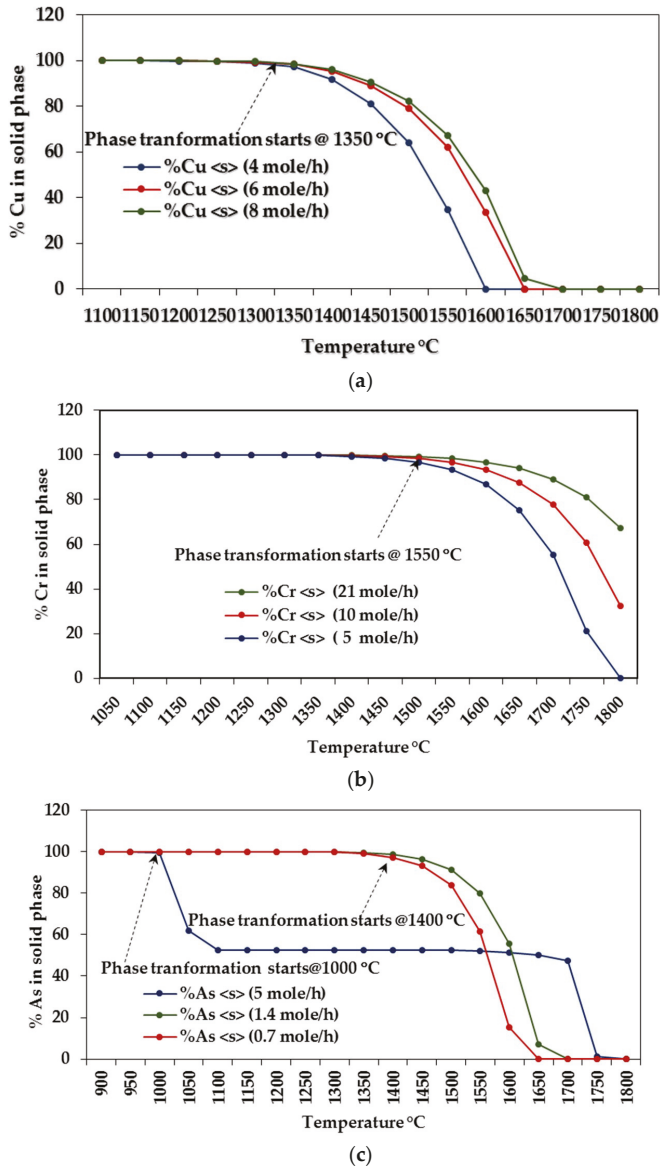 120
100
80
60
40
20
0
% Cu in solid phase
Phase tranformation starts @ 1350 °C
%Cu <s> (4 mole/h)
%Cu <s> (6 mole/h)
%Cu <s> (8 mole/h)
1100 1150 1200 1250 1300 1350 1400 1450 1500 1550 1600 1650 1700 1750 1800
Temperature °C
(a)
120
100
80
60
40
20
0
% Cr in solid phase
Phase transformation starts @ 1550 °C
%Cr <s> (21 mole/h)
%Cr <s> (10 mole/h)
%Cr <s> ( 5 mole/h)
1050 1100 1150 1200 1250 1300 1350 1400 1450 1500 1550 1600 1650 1700 1750 1800
Temperature °C
(b)
120
100
80
60
40
20
0
% As in solid phase
Phase tranformation starts @1400 °C
Phase tranformation starts@1000 °C
%As <s> (5 mole/h)
%As <s> (1.4 mole/h)
%As <s> (0.7 mole/h)
900 950 1000 1050 1100 1150 1200 1250 1300 1350 1400 1450 1500 1550 1600 1650 1700 1750 1800
Temperature °C
(c)